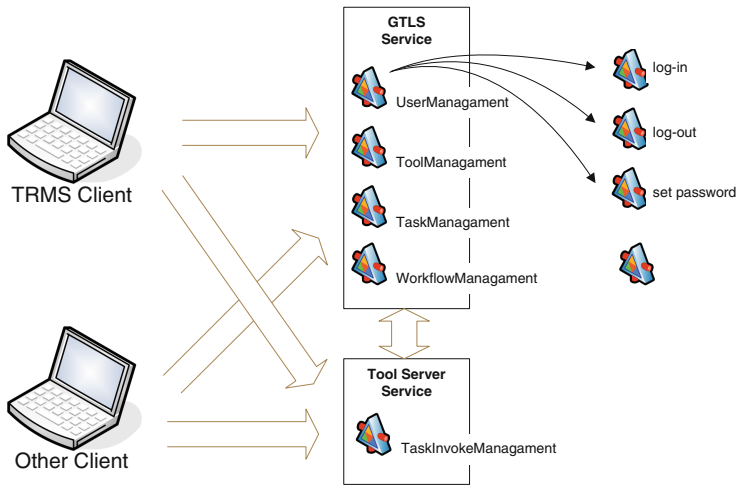 GTLS
Service
UserManagament
ToolManagament
TaskManagament
WorkflowManagament
log-in
log-out
set password
TRMS Client
Tool Server
Service
TaskInvokeManagament
Other Client